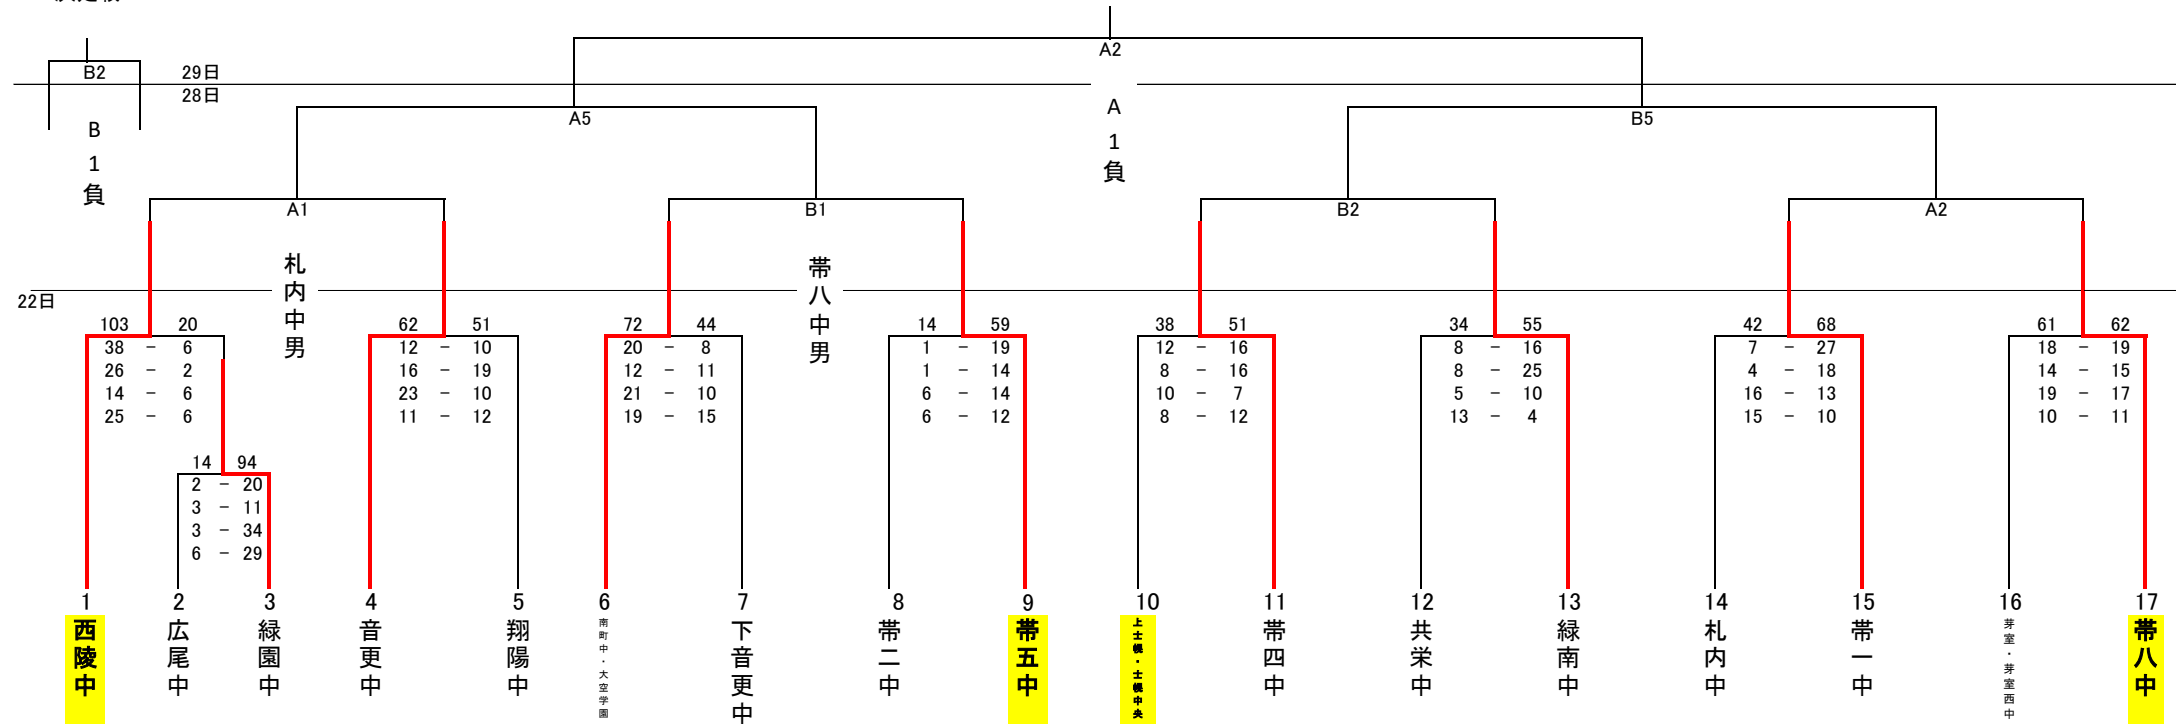 A2
B2
29日
28日
B1負
A5
A1負
B5
A1
B1
B2
A2
札内中男
帯八中男
22日
103 20
38 - 6
26 - 2
14 - 6
25 - 6
62 51
12 - 10
16 - 19
23 - 10
11 - 12
72 44
20 - 8
12 - 11
21 - 10
19 - 15
14 59
1 - 19
1 - 14
6 - 14
6 - 12
38 51
12 - 16
8 - 16
10 - 7
8 - 12
34 55
8 - 16
8 - 25
5 - 10
13 - 4
42 68
7 - 27
4 - 18
16 - 13
15 - 10
61 62
18 - 19
14 - 15
19 - 17
10 - 11
14 94
2 - 20
3 - 11
3 - 34
6 - 29
1 2 3 4 5 6 7 8 9 10 11 12 13 14 15 16 17
西陵中
広尾中
緑園中
音更中
翔陽中
南町中・大空学園
下音更中
帯二中
帯五中
上士幌・士幌中央
帯四中
共栄中
緑南中
札内中
帯一中
芽室・芽室西中
帯八中